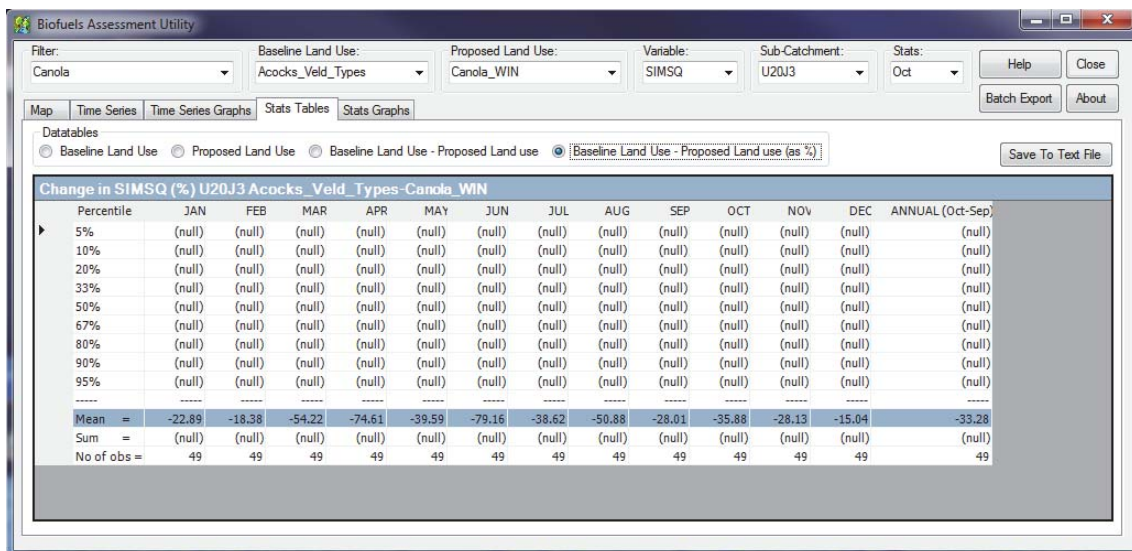 Biofuels Assessment Utility
Filter: Baseline Land Use: Proposed Land Use: Variable: Sub-Catchment: Stats:
Canola Acocks_Veld_Types Canola_WIN SIMSQ U20J3 Oct Help Close
Batch Export About
Map Time Series Time Series Graphs Stats Tables Stats Graphs
Datatables
Baseline Land Use Proposed Land Use Baseline Land Use - Proposed Land use Baseline Land Use - Proposed Land use (as %) Save To Text File
Change in SIMSQ (%) U20J3 Acocks_Veld_Types-Canola_WIN
Percentile JAN FEB MAR APR MAY JUN JUL AUG SEP OCT NOV DEC ANNUAL (Oct-Sep)
5% (null) (null) (null) (null) (null) (null) (null) (null) (null) (null) (null) (null) (null)
10% (null) (null) (null) (null) (null) (null) (null) (null) (null) (null) (null) (null) (null)
20% (null) (null) (null) (null) (null) (null) (null) (null) (null) (null) (null) (null) (null)
33% (null) (null) (null) (null) (null) (null) (null) (null) (null) (null) (null) (null) (null)
50% (null) (null) (null) (null) (null) (null) (null) (null) (null) (null) (null) (null) (null)
67% (null) (null) (null) (null) (null) (null) (null) (null) (null) (null) (null) (null) (null)
80% (null) (null) (null) (null) (null) (null) (null) (null) (null) (null) (null) (null) (null)
90% (null) (null) (null) (null) (null) (null) (null) (null) (null) (null) (null) (null) (null)
95% (null) (null) (null) (null) (null) (null) (null) (null) (null) (null) (null) (null) (null)
----- ----- ----- ----- ----- ----- ----- ----- ----- ----- ----- ----- ----- -----
Mean = -22.89 -18.38 -54.22 -74.61 -39.59 -79.16 -38.62 -50.88 -28.01 -35.88 -28.13 -15.04 -33.28
Sum = (null) (null) (null) (null) (null) (null) (null) (null) (null) (null) (null) (null) (null)
No of obs = 49 49 49 49 49 49 49 49 49 49 49 49 49